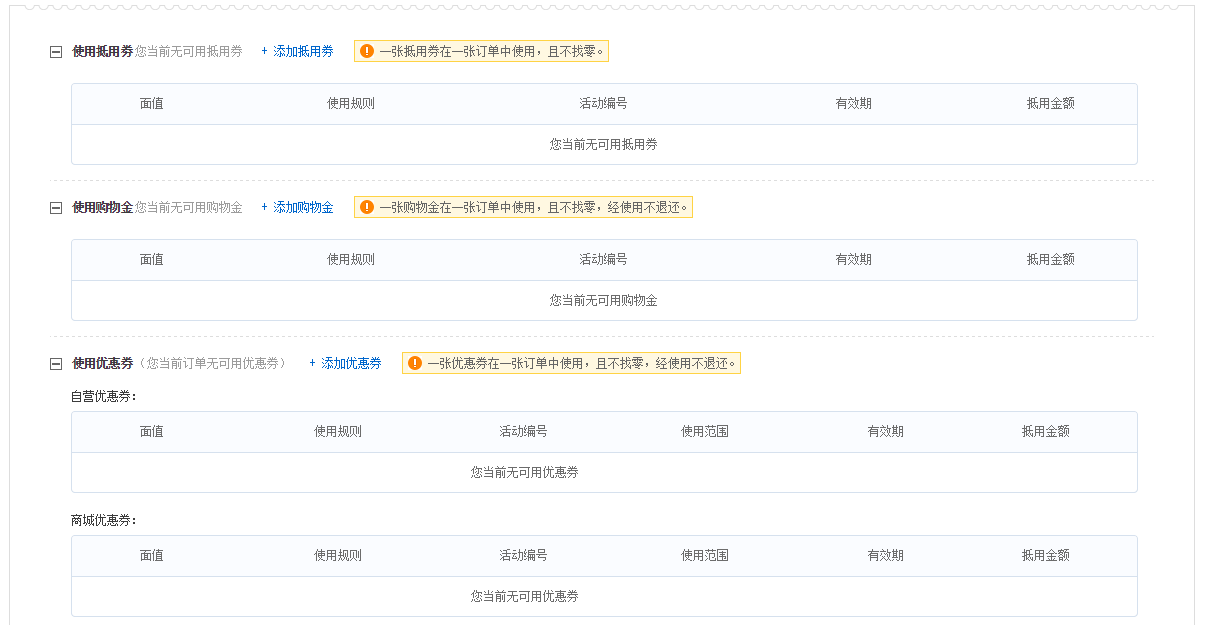 使用抵用券您当前无可用抵用券 + 添加抵用券 一张抵用券在一张订单中使用，且不找零。
面值 使用规则 活动编号 有效期 抵用金额
您当前无可用抵用券
使用购物金您当前无可用购物金 + 添加购物金 一张购物金在一张订单中使用，且不找零，经使用不退还。
面值 使用规则 活动编号 有效期 抵用金额
您当前无可用购物金
使用优惠券（您当前订单无可用优惠券） + 添加优惠券 一张优惠券在一张订单中使用，且不找零，经使用不退还。
自营优惠券：
面值 使用规则 活动编号 使用范围 有效期 抵用金额
您当前无可用优惠券
商城优惠券：
面值 使用规则 活动编号 使用范围 有效期 抵用金额
您当前无可用优惠券